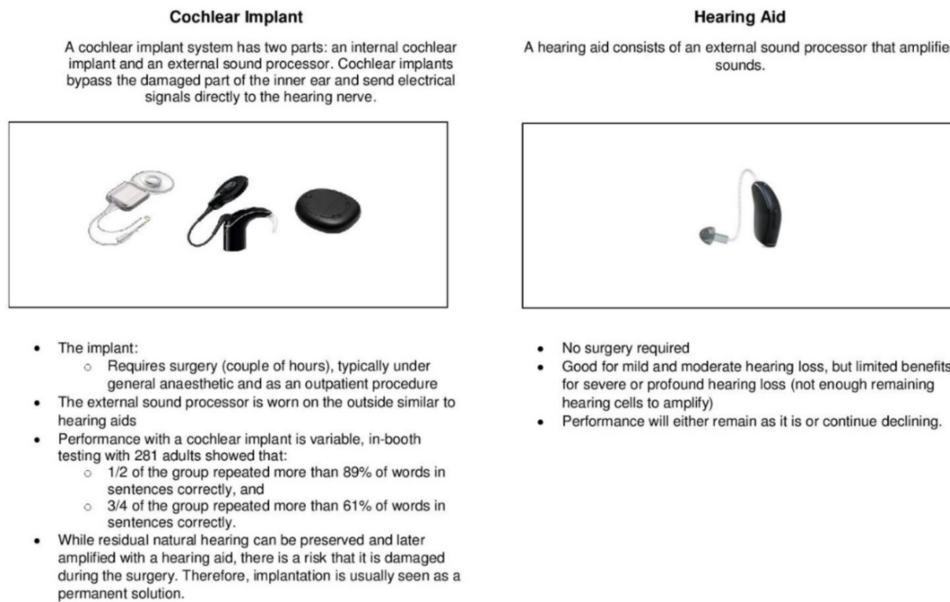 Cochlear Implant
A cochlear implant system has two parts: an internal cochlear
implant and an external sound processor. Cochlear implants
bypass the damaged part of the inner ear and send electrical
signals directly to the hearing nerve.
• The implant:
○ Requires surgery (couple of hours), typically under
general anaesthetic and as an outpatient procedure
• The external sound processor is worn on the outside similar to
hearing aids
• Performance with a cochlear implant is variable, in-booth
testing with 281 adults showed that:
○ 1/2 of the group repeated more than 89% of words in
sentences correctly, and
○ 3/4 of the group repeated more than 61% of words in
sentences correctly.
• While residual natural hearing can be preserved and later
amplified with a hearing aid, there is a risk that it is damaged
during the surgery. Therefore, implantation is usually seen as a
permanent solution.
Hearing Aid
A hearing aid consists of an external sound processor that amplifie
sounds.
• No surgery required
• Good for mild and moderate hearing loss, but limited benefits
for severe or profound hearing loss (not enough remaining
hearing cells to amplify)
• Performance will either remain as it is or continue declining.